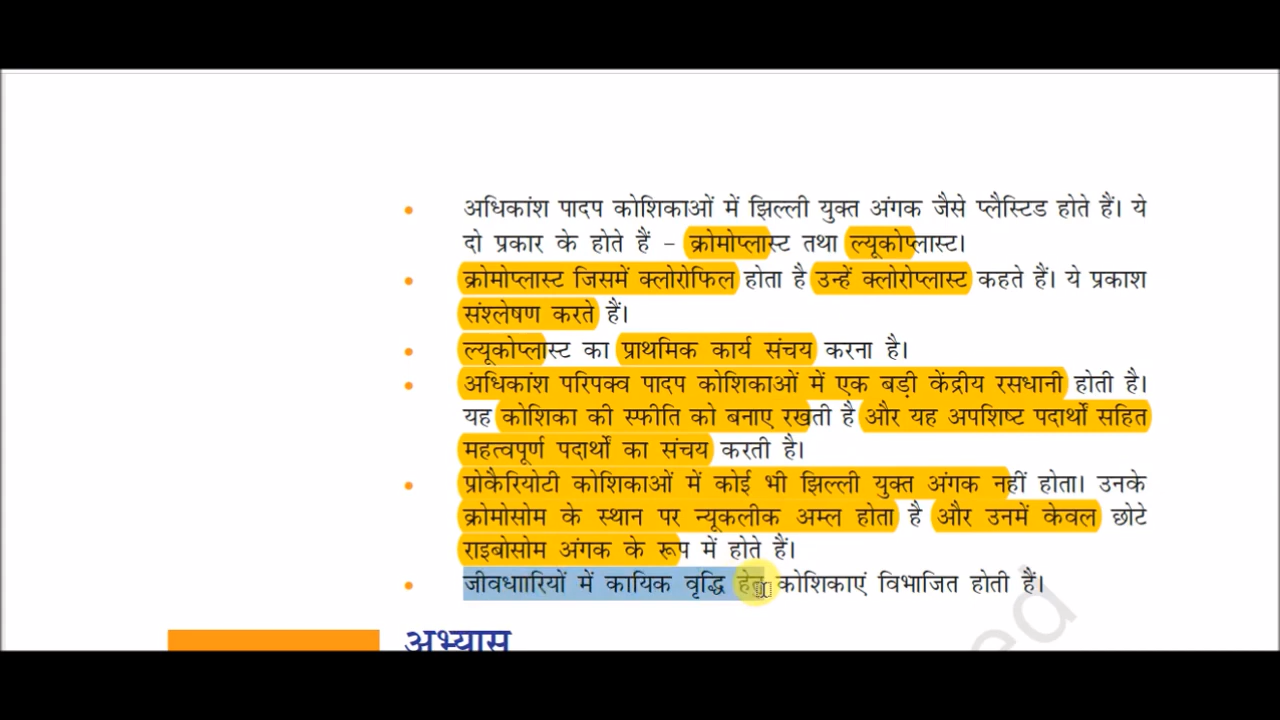 • अधिकांश पादप कोशिकाओं में झिल्ली युक्त अंगक जैसे प्लैस्टिड होते हैं। ये
दो प्रकार के होते हैं – क्रोमोप्लास्ट तथा ल्यूकोप्लास्ट।
• क्रोमोप्लास्ट जिसमें क्लोरोफिल होता है उन्हें क्लोरोप्लास्ट कहते हैं। ये प्रकाश
संश्लेषण करते हैं।
• ल्यूकोप्लास्ट का प्राथमिक कार्य संचय करना है।
• अधिकांश परिपक्व पादप कोशिकाओं में एक बड़ी केंद्रीय रसधानी होती है।
यह कोशिका की स्फीति को बनाए रखती है और यह अपशिष्ट पदार्थों सहित
महत्वपूर्ण पदार्थों का संचय करती है।
• प्रोकैरियोटी कोशिकाओं में कोई भी झिल्ली युक्त अंगक नहीं होता। उनके
क्रोमोसोम के स्थान पर न्यूकलीक अम्ल होता है और उनमें केवल छोटे
राइबोसोम अंगक के रूप में होते हैं।
• जीवधाारियों में कायिक वृद्धि हेतु कोशिकाएं विभाजित होती हैं।
अभ्यास